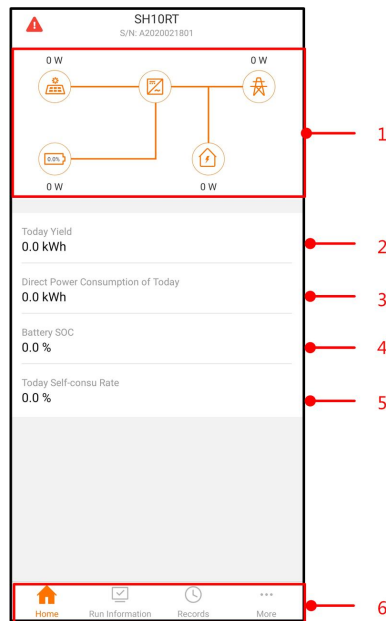 SH10RT
S/N: A2020021801
0 W 0 W
0.0%
0 W 0 W
1
Today Yield
0.0 kWh
2
Direct Power Consumption of Today
0.0 kWh
3
Battery SOC
0.0 %
4
Today Self-consu Rate
0.0 %
5
Home Run Information Records More
6